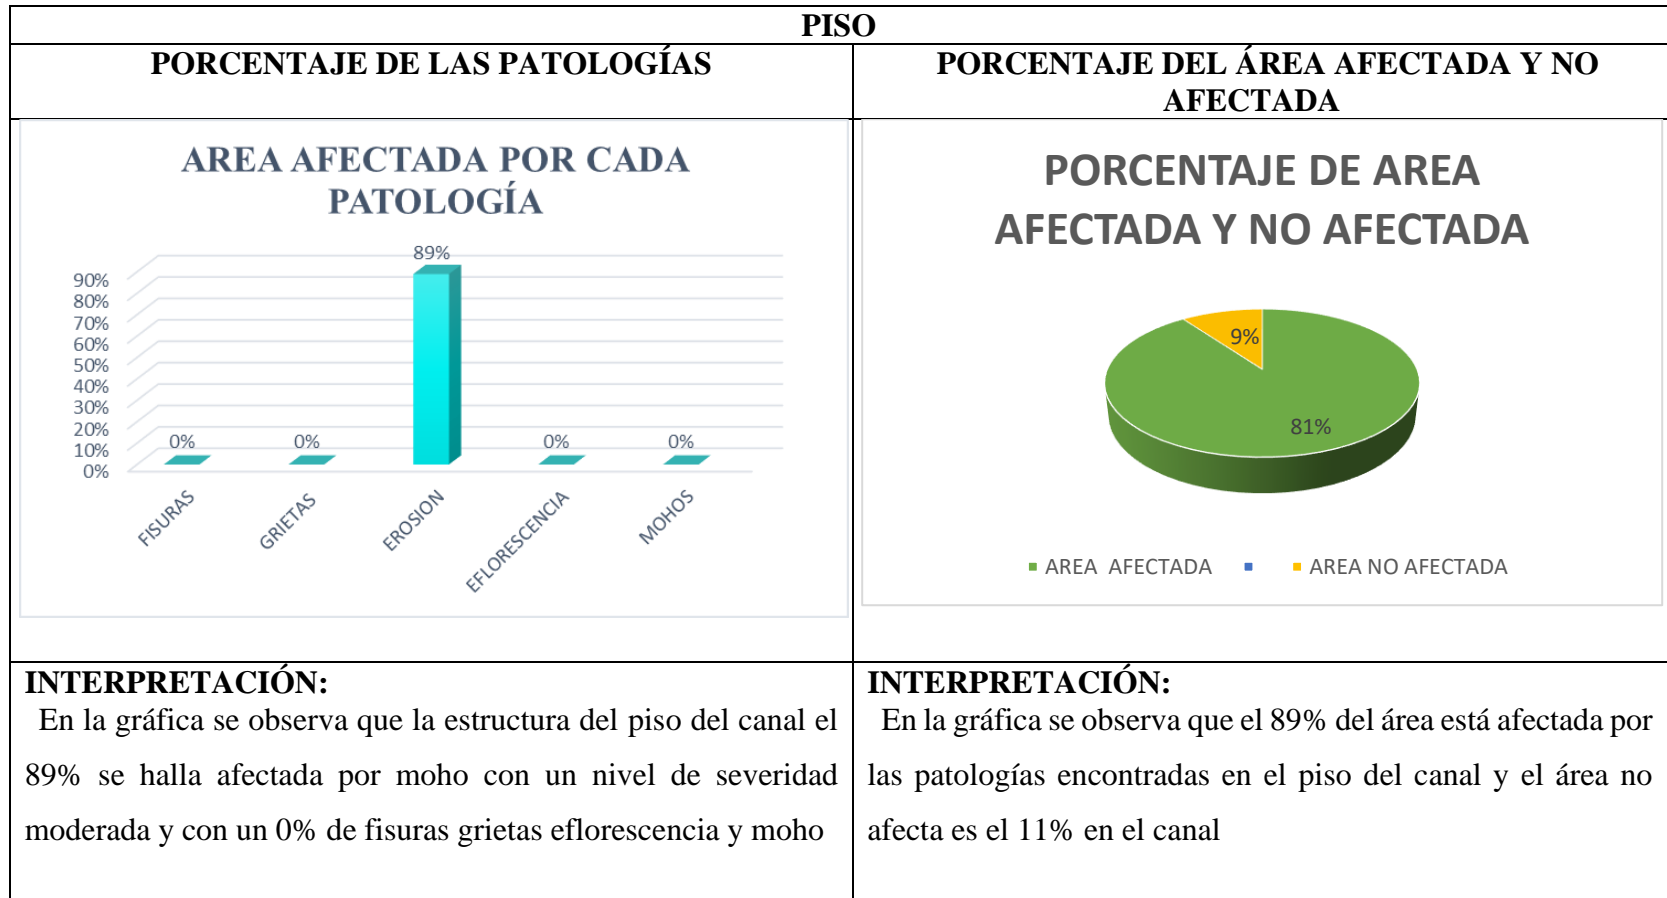 PISO
PORCENTAJE DE LAS PATOLOGÍAS
PORCENTAJE DEL ÁREA AFECTADA Y NO
AFECTADA
AREA AFECTADA POR CADA
PATOLOGÍA
89%
90%
80%
70%
60%
50%
40%
30%
20%
10%
0%
0%
0%
0%
0%
FISURAS
GRIETAS
EROSION
EFLORESCENCIA
MOHOS
PORCENTAJE DE AREA
AFECTADA Y NO AFECTADA
9%
81%
AREA AFECTADA
AREA NO AFECTADA
INTERPRETACIÓN:
En la gráfica se observa que la estructura del piso del canal el
89% se halla afectada por moho con un nivel de severidad
moderada y con un 0% de fisuras grietas eflorescencia y moho
INTERPRETACIÓN:
En la gráfica se observa que el 89% del área está afectada por
las patologías encontradas en el piso del canal y el área no
afecta es el 11% en el canal